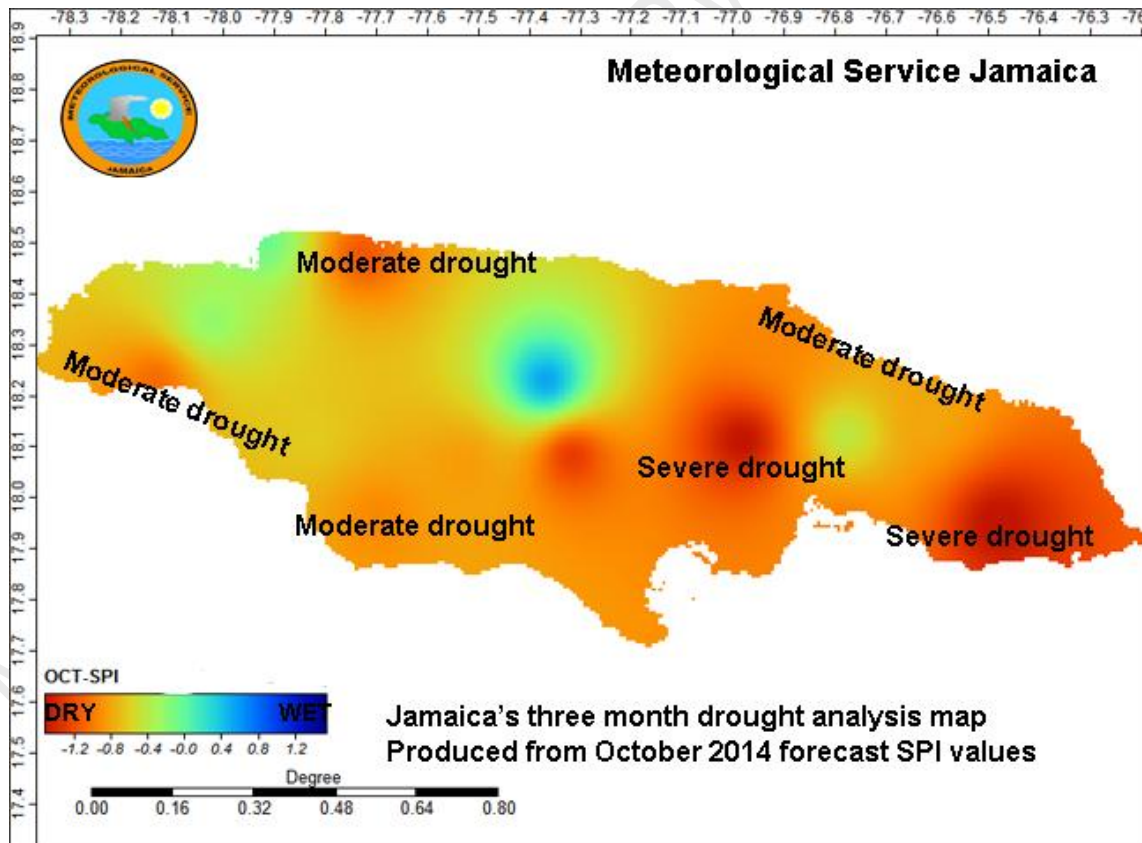 -78.3 -78.2 -78.1 -78.0 -77.9 -77.8 -77.7 -77.6 -77.5 -77.4 -77.3 -77.2 -77.1 -77.0 -76.9 -76.8 -76.7 -76.6 -76.5 -76.4 -76.3
18.9
18.8
18.7
18.6
18.5
18.4
18.3
18.2
18.1
18.0
17.9
17.8
17.7
17.6
17.5
17.4
METEOROLOGICAL SERVICE
JAMAICA
Meteorological Service Jamaica
Moderate drought
Moderate drought
Moderate drought
Severe drought
Moderate drought
Severe drought
OCT-SPI
DRY WET
-1.2 -0.8 -0.4 -0.0 0.4 0.8 1.2
Jamaica's three month drought analysis map
Produced from October 2014 forecast SPI values
Degree
0.00 0.16 0.32 0.48 0.64 0.80